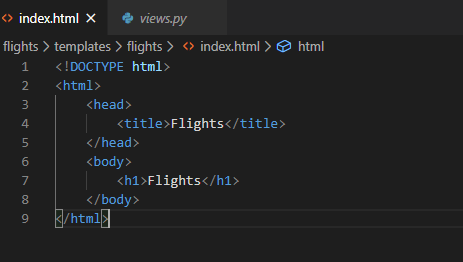 index.html × views.py
flights > templates > flights > index.html > html
1 <!DOCTYPE html>
2 <html>
3     <head>
4         <title>Flights</title>
5     </head>
6     <body>
7         <h1>Flights</h1>
8     </body>
9 </html>